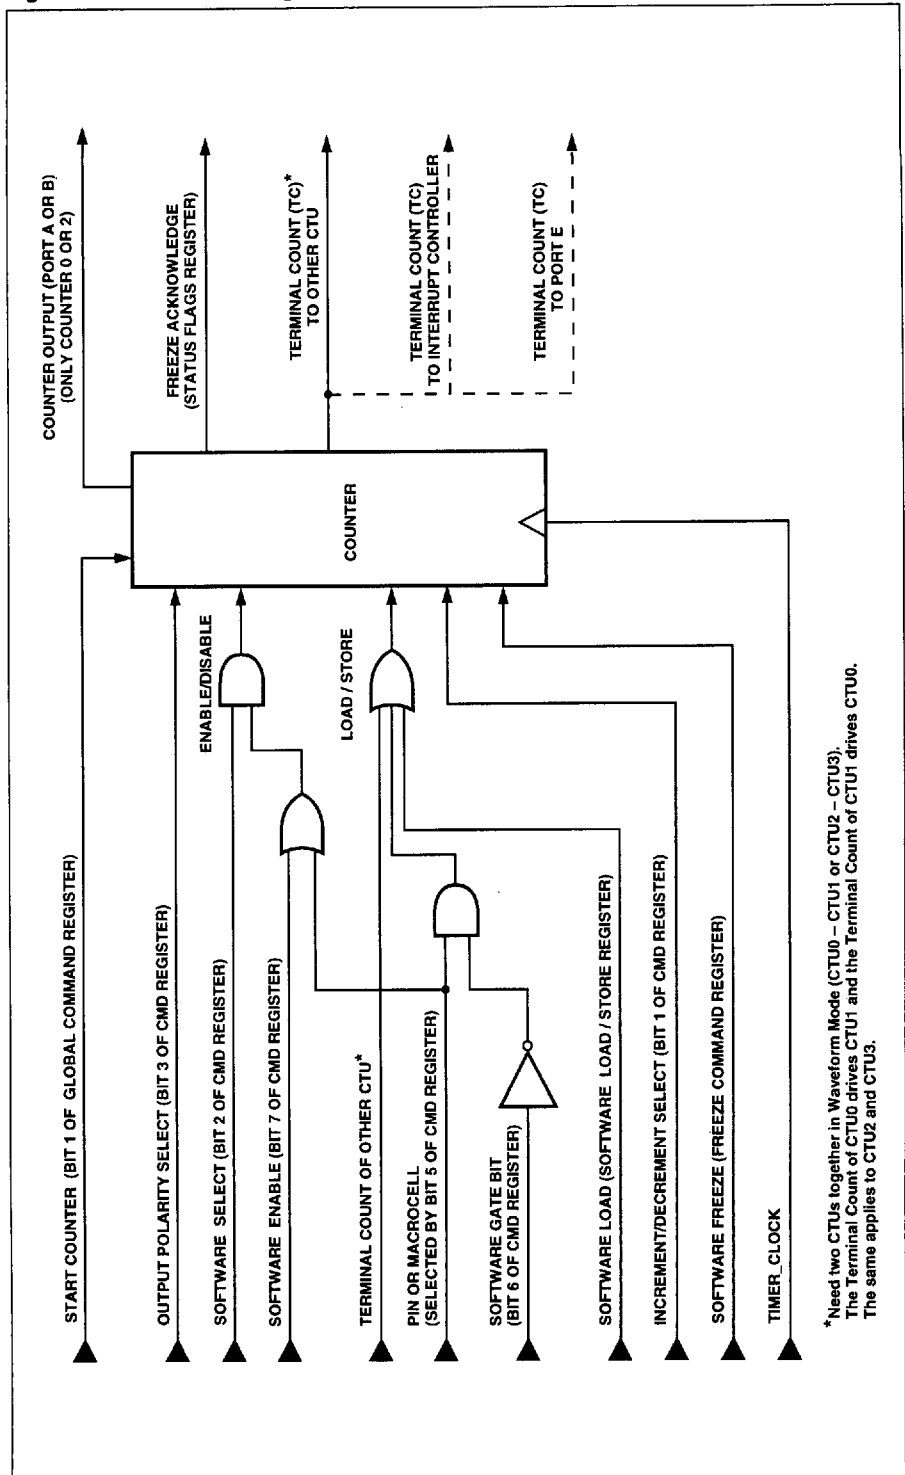 START COUNTER (BIT 1 OF GLOBAL COMMAND REGISTER)
OUTPUT POLARITY SELECT (BIT 3 OF CMD REGISTER)
SOFTWARE SELECT (BIT 2 OF CMD REGISTER)
SOFTWARE ENABLE (BIT 7 OF CMD REGISTER)
TERMINAL COUNT OF OTHER CTU*
PIN OR MACROCELL
(SELECTED BY BIT 5 OF CMD REGISTER)
SOFTWARE GATE BIT
(BIT 6 OF CMD REGISTER)
SOFTWARE LOAD (SOFTWARE LOAD / STORE REGISTER)
INCREMENT/DECREMENT SELECT (BIT 1 OF CMD REGISTER)
SOFTWARE FREEZE (FREEZE COMMAND REGISTER)
TIMER_CLOCK
ENABLE/DISABLE
LOAD / STORE
COUNTER
COUNTER OUTPUT (PORT A OR B)
(ONLY COUNTER 0 OR 2)
FREEZE ACKNOWLEDGE
(STATUS FLAGS REGISTER)
TERMINAL COUNT (TC)*
TO OTHER CTU
TERMINAL COUNT (TC)
TO INTERRUPT CONTROLLER
TERMINAL COUNT (TC)
TO PORT E
*Need two CTUs together in Waveform Mode (CTU0 – CTU1 or CTU2 – CTU3).
The Terminal Count of CTU0 drives CTU1 and the Terminal Count of CTU1 drives CTU0.
The same applies to CTU2 and CTU3.